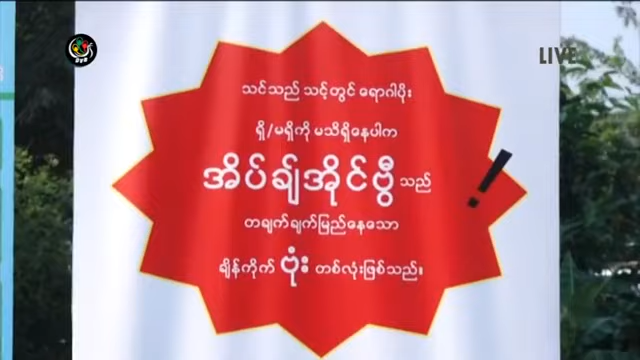 LIVE
သင်သည် သင့်တွင် ရောဂါပိုး
ရှိ/မရှိကို မသိရှိနေပါက
အိပ်ချ်အိုင်ဗွီ သည်
!
တချက်ချက်မြည်နေသော
ချိန်ကိုက် ဗုံး တစ်လုံးဖြစ်သည်။